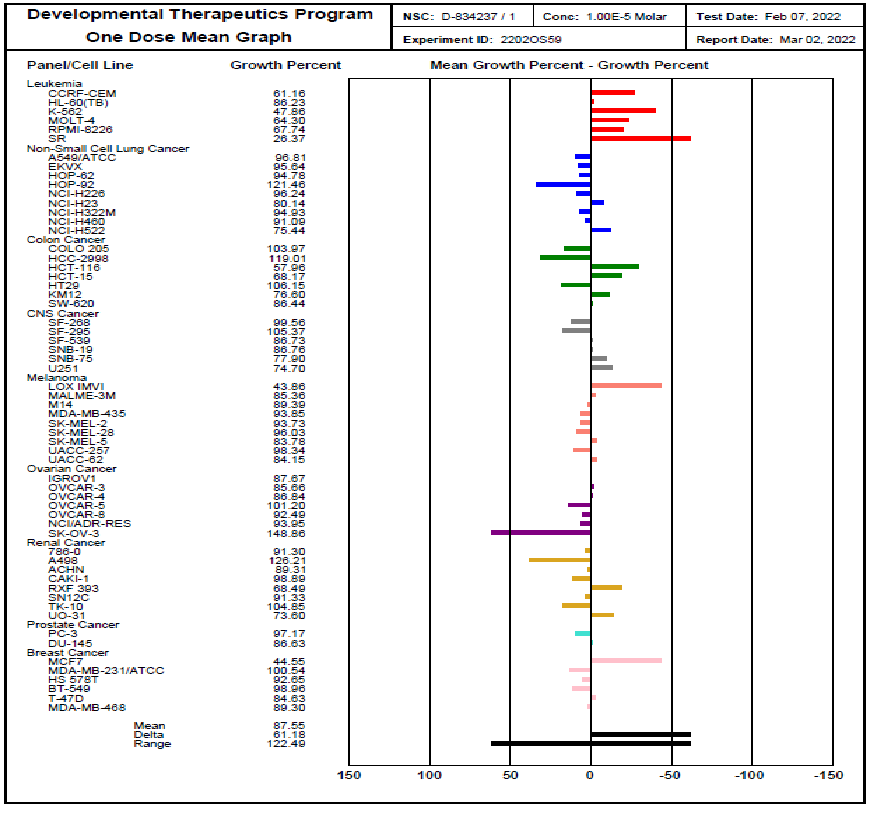 Developmental Therapeutics Program
One Dose Mean Graph
NSC: D-834237 / 1 Conc: 1.00E-5 Molar Test Date: Feb 07, 2022
Experiment ID: 2202OS59 Report Date: Mar 02, 2022
Panel/Cell Line Growth Percent Mean Growth Percent - Growth Percent
Leukemia
CCRF-CEM 61.16
HL-60(TB) 86.23
K-562 47.86
MOLT-4 64.30
RPMI-8226 67.74
SR 26.37
Non-Small Cell Lung Cancer
A549/ATCC 96.81
EKVX 95.64
HOP-62 94.78
HOP-92 121.46
NCI-H226 96.24
NCI-H23 80.14
NCI-H322M 94.93
NCI-H460 91.09
NCI-H522 75.44
Colon Cancer
COLO 205 103.97
HCC-2998 119.01
HCT-116 57.96
HCT-15 68.17
HT29 106.15
KM12 76.60
SW-620 86.44
CNS Cancer
SF-268 99.56
SF-295 105.37
SF-539 86.73
SNB-19 86.76
SNB-75 77.90
U251 74.70
Melanoma
LOX IMVI 43.86
MALME-3M 85.36
M14 89.39
MDA-MB-435 93.85
SK-MEL-2 93.73
SK-MEL-28 96.03
SK-MEL-5 83.78
UACC-257 98.34
UACC-62 84.15
Ovarian Cancer
IGROV1 87.67
OVCAR-3 85.66
OVCAR-4 86.84
OVCAR-5 101.20
OVCAR-8 92.49
NCI/ADR-RES 93.95
SK-OV-3 148.86
Renal Cancer
786-0 91.30
A498 126.21
ACHN 89.31
CAKI-1 98.89
RXF 393 68.49
SN12C 91.33
TK-10 104.85
UO-31 73.60
Prostate Cancer
PC-3 97.17
DU-145 86.63
Breast Cancer
MCF7 44.55
MDA-MB-231/ATCC 100.54
HS 578T 92.65
BT-549 98.96
T-47D 84.63
MDA-MB-468 89.30
Mean 87.55
Delta 61.18
Range 122.49
150 100 50 0 -50 -100 -150